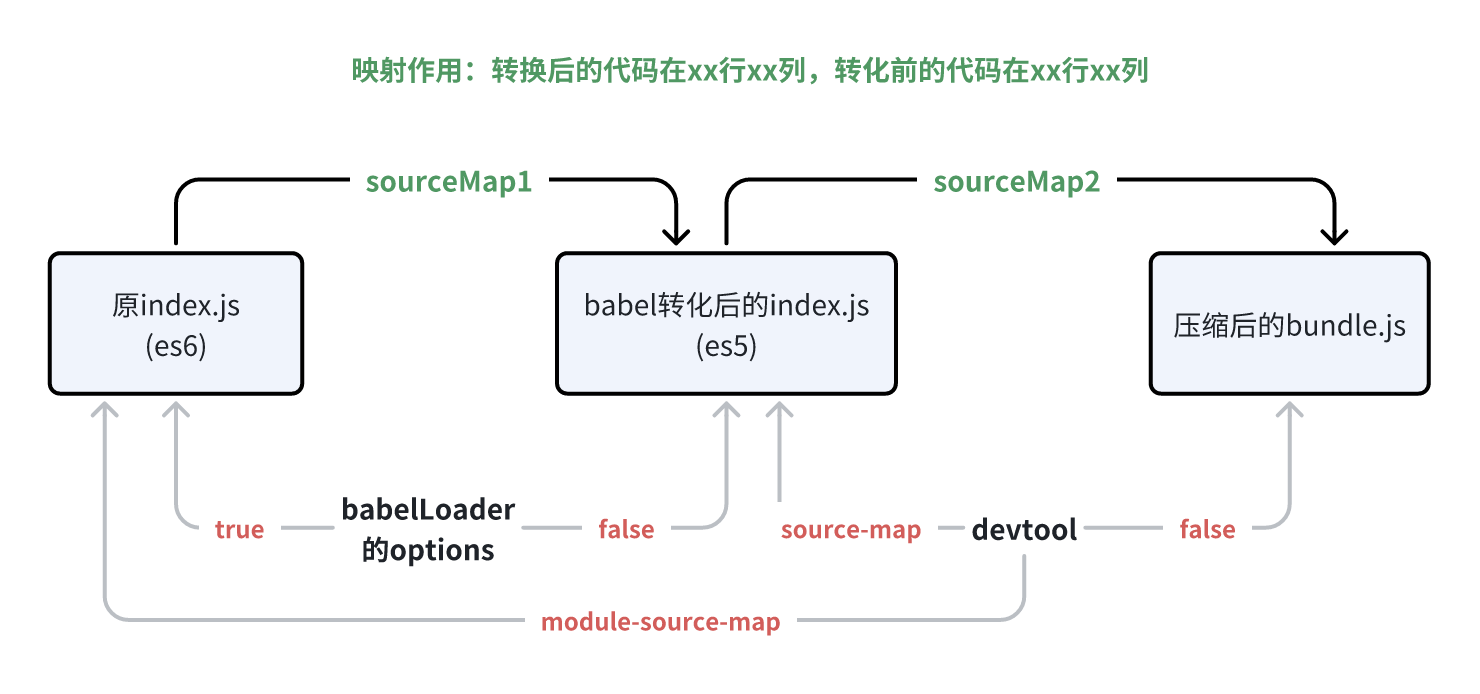 映射作用：转换后的代码在xx行xx列，转化前的代码在xx行xx列
sourceMap1
sourceMap2
原index.js
(es6)
babel转化后的index.js
(es5)
压缩后的bundle.js
true
babelLoader
的options
false
source-map
devtool
false
module-source-map